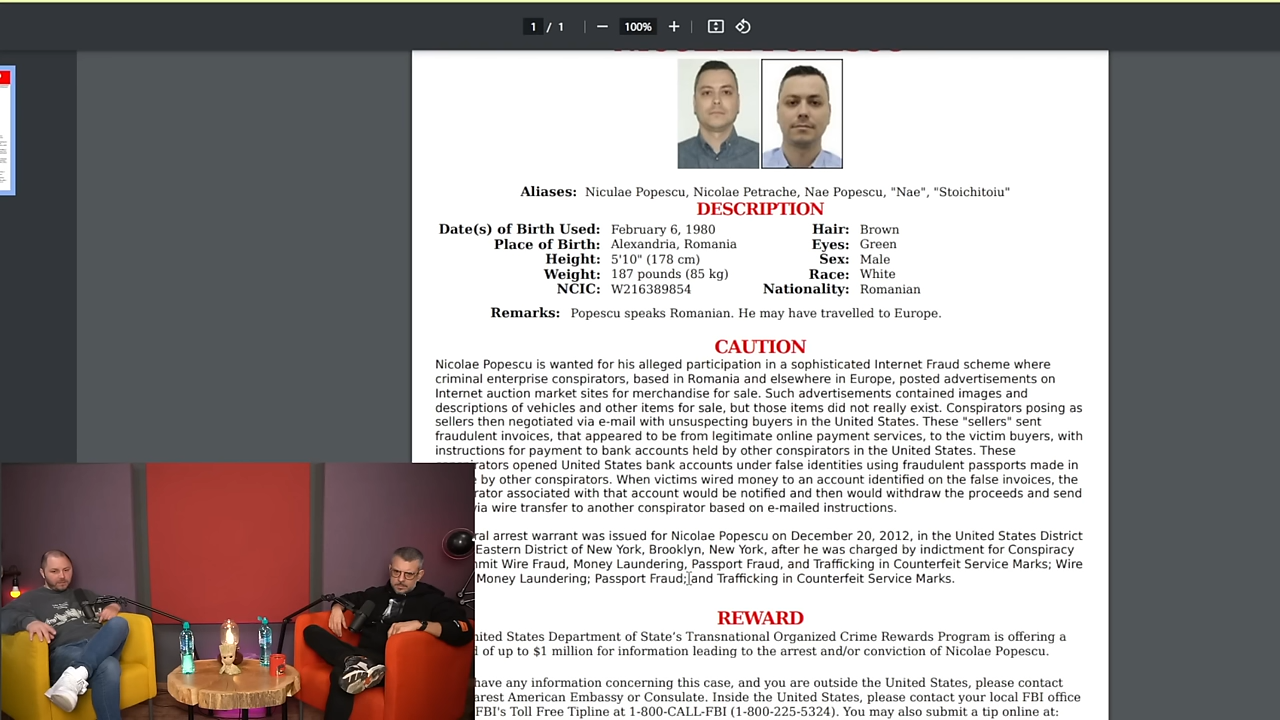 1 / 1 100%
Aliases: Niculae Popescu, Nicolae Petrache, Nae Popescu, "Nae", "Stoichitoiu"
DESCRIPTION
Date(s) of Birth Used: February 6, 1980 Hair: Brown
Place of Birth: Alexandria, Romania Eyes: Green
Height: 5'10" (178 cm) Sex: Male
Weight: 187 pounds (85 kg) Race: White
NCIC: W216389854 Nationality: Romanian
Remarks: Popescu speaks Romanian. He may have travelled to Europe.
CAUTION
Nicolae Popescu is wanted for his alleged participation in a sophisticated Internet Fraud scheme where
criminal enterprise conspirators, based in Romania and elsewhere in Europe, posted advertisements on
Internet auction market sites for merchandise for sale. Such advertisements contained images and
descriptions of vehicles and other items for sale, but those items did not really exist. Conspirators posing as
sellers then negotiated via e-mail with unsuspecting buyers in the United States. These "sellers" sent
fraudulent invoices, that appeared to be from legitimate online payment services, to the victim buyers, with
instructions for payment to bank accounts held by other conspirators in the United States. These
opened United States bank accounts under false identities using fraudulent passports made in
by other conspirators. When victims wired money to an account identified on the false invoices, the
associated with that account would be notified and then would withdraw the proceeds and send
via wire transfer to another conspirator based on e-mailed instructions.
arrest warrant was issued for Nicolae Popescu on December 20, 2012, in the United States District
Eastern District of New York, Brooklyn, New York, after he was charged by indictment for Conspiracy
Wire Fraud, Money Laundering, Passport Fraud, and Trafficking in Counterfeit Service Marks; Wire
Money Laundering; Passport Fraud; and Trafficking in Counterfeit Service Marks.
REWARD
States Department of State's Transnational Organized Crime Rewards Program is offering a
of up to $1 million for information leading to the arrest and/or conviction of Nicolae Popescu.
have any information concerning this case, and you are outside the United States, please contact
American Embassy or Consulate. Inside the United States, please contact your local FBI office
FBI's Toll Free Tipline at 1-800-CALL-FBI (1-800-225-5324). You may also submit a tip online at: